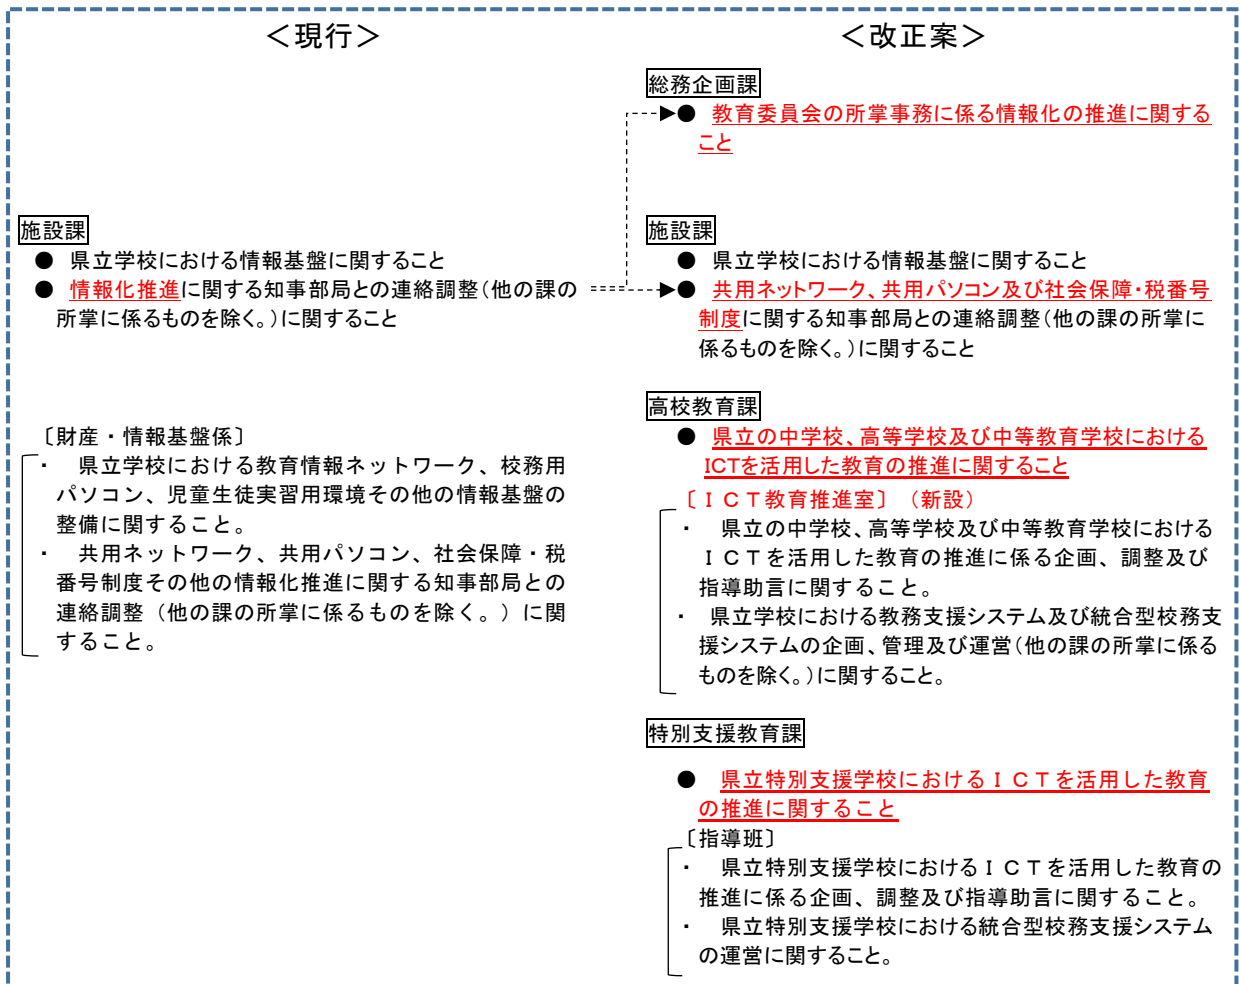 ＜現行＞
＜改正案＞
総務企画課
● 教育委員会の所掌事務に係る情報化の推進に関する
こと
施設課
● 県立学校における情報基盤に関すること
● 情報化推進に関する知事部局との連絡調整（他の課の
所掌に係るものを除く。）に関すること
施設課
● 県立学校における情報基盤に関すること
● 共用ネットワーク、共用パソコン及び社会保障・税番号
制度に関する知事部局との連絡調整（他の課の所掌に
係るものを除く。）に関すること
〔財産・情報基盤係〕
・ 県立学校における教育情報ネットワーク、校務用
パソコン、児童生徒実習用環境その他の情報基盤の
整備に関すること。
・ 共用ネットワーク、共用パソコン、社会保障・税
番号制度その他の情報化推進に関する知事部局との
連絡調整（他の課の所掌に係るものを除く。）に関
すること。
高校教育課
● 県立の中学校、高等学校及び中等教育学校における
ICTを活用した教育の推進に関すること
〔ＩＣＴ教育推進室〕（新設）
・ 県立の中学校、高等学校及び中等教育学校における
ＩＣＴを活用した教育の推進に係る企画、調整及び
指導助言に関すること。
・ 県立学校における教務支援システム及び統合型校務支
援システムの企画、管理及び運営（他の課の所掌に係る
ものを除く。）に関すること。
特別支援教育課
● 県立特別支援学校におけるＩＣＴを活用した教育
の推進に関すること
〔指導班〕
・ 県立特別支援学校におけるＩＣＴを活用した教育の
推進に係る企画、調整及び指導助言に関すること。
・ 県立特別支援学校における統合型校務支援システム
の運営に関すること。